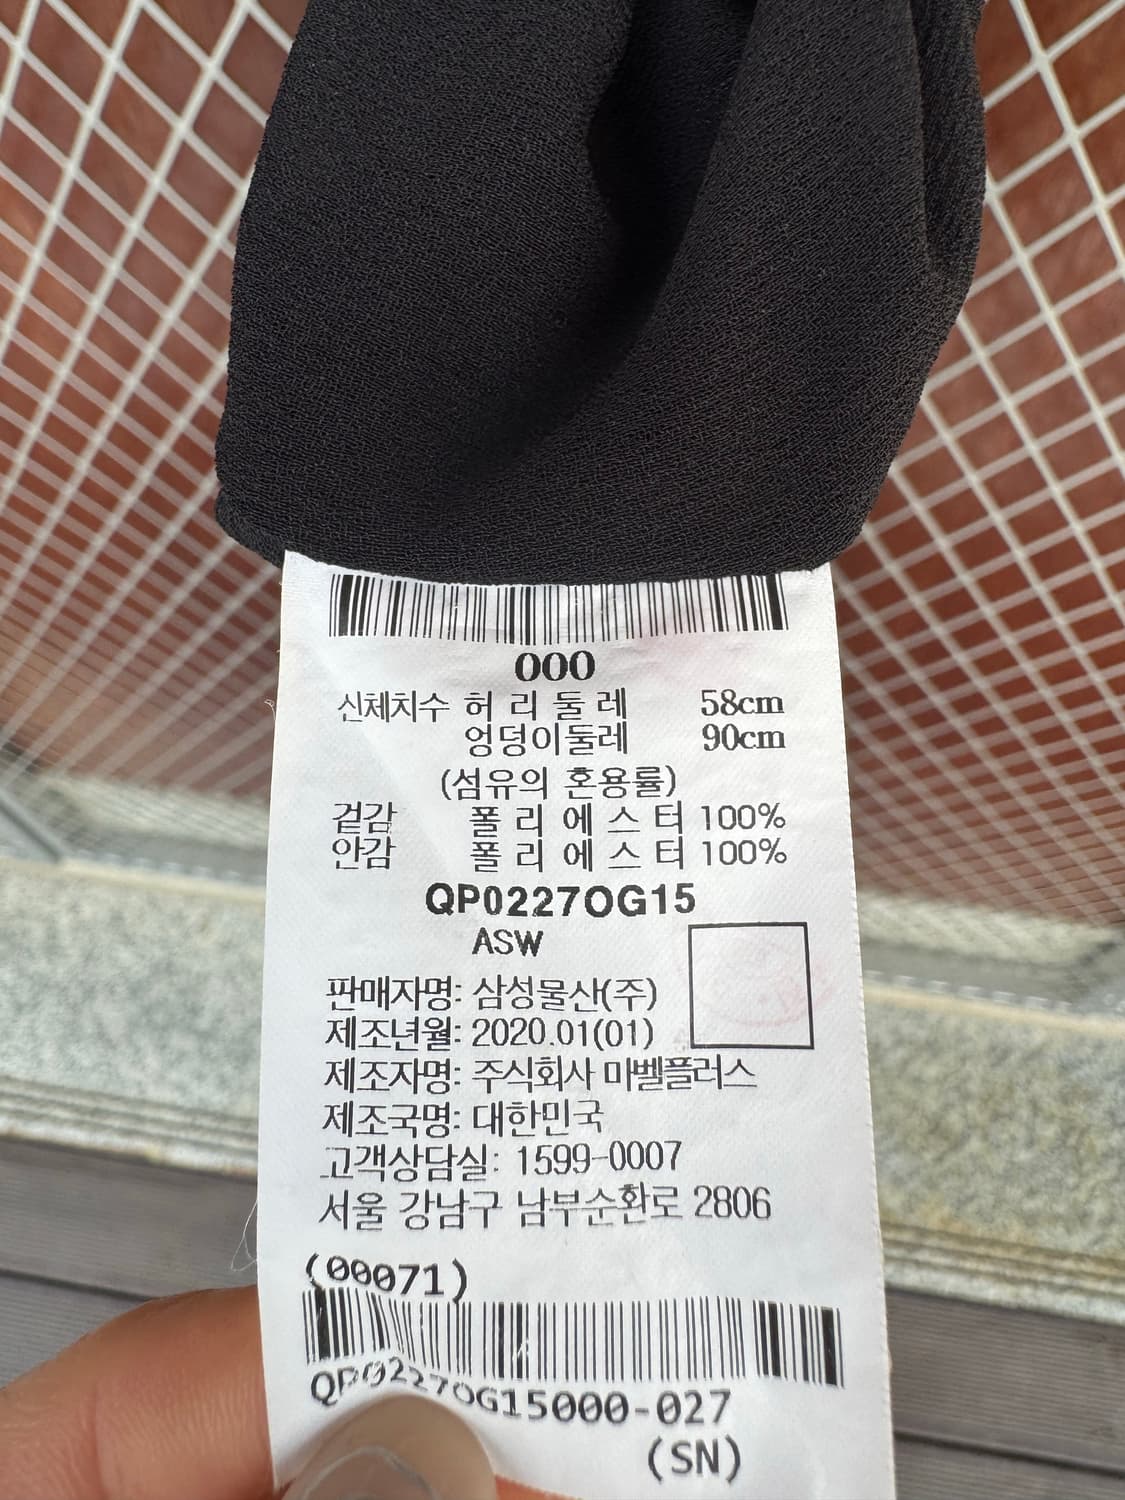 000
신체치수 허 리 둘 레 58cm
엉덩이둘레 90cm
(섬유의 혼용률)
겉감 폴 리 에 스 터 100%
안감 폴 리 에 스 터 100%
QP0227OG15
ASW
판매자명: 삼성물산(주)
제조년월: 2020.01(01)
제조자명: 주식회사 마벨플러스
제조국명: 대한민국
고객상담실: 1599-0007
서울 강남구 남부순환로 2806
(00071)
QP0227OG15000-027
(SN)